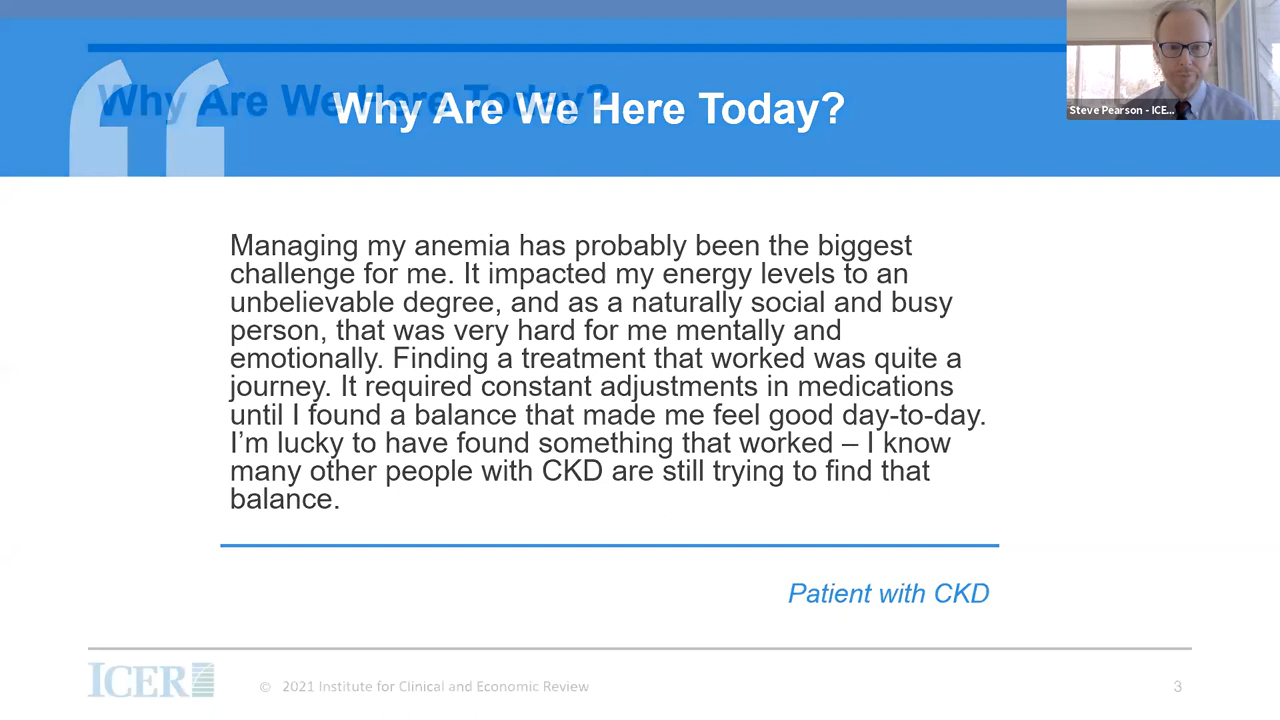 Why Are We Here Today?
Why Are We Here Today?
Steve Pearson - ICE...
Managing my anemia has probably been the biggest
challenge for me. It impacted my energy levels to an
unbelievable degree, and as a naturally social and busy
person, that was very hard for me mentally and
emotionally. Finding a treatment that worked was quite a
journey. It required constant adjustments in medications
until I found a balance that made me feel good day-to-day.
I’m lucky to have found something that worked – I know
many other people with CKD are still trying to find that
balance.
Patient with CKD
ICER
© 2021 Institute for Clinical and Economic Review
3